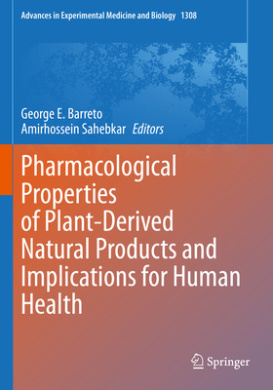 Advances in Experimental Medicine and Biology 1308
George E. Barreto
Amirhossein Sahebkar Editors
Pharmacological
Properties
of Plant-Derived
Natural Products and
Implications for Human
Health
Springer